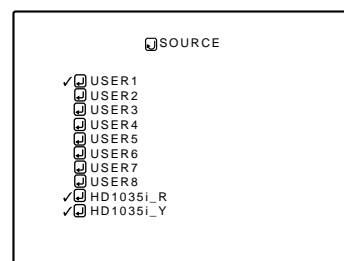 SOURCE
✓ USER1
USER2
USER3
USER4
USER5
USER6
USER7
USER8
✓ HD1035i_R
✓ HD1035i_Y